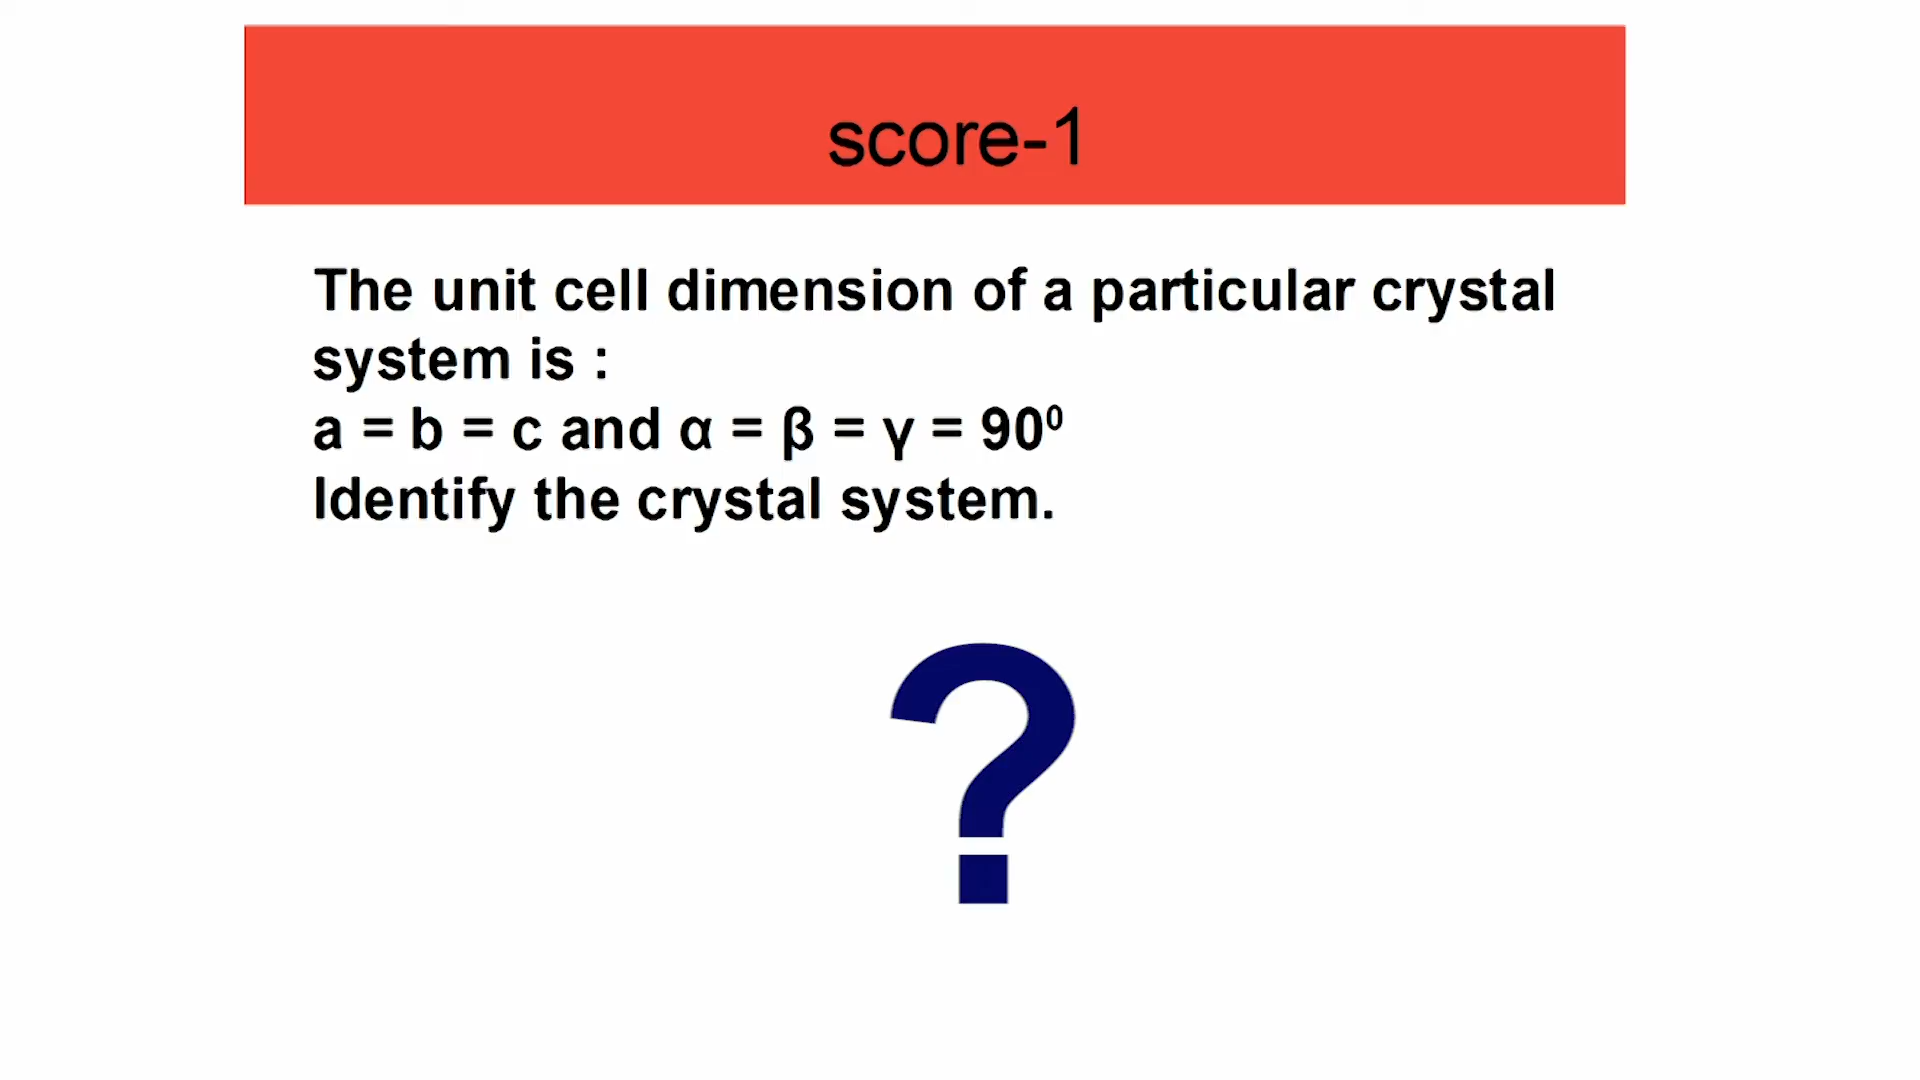 score-1
The unit cell dimension of a particular crystal
system is :
a = b = c and α = β = γ = 90⁰
Identify the crystal system.
?